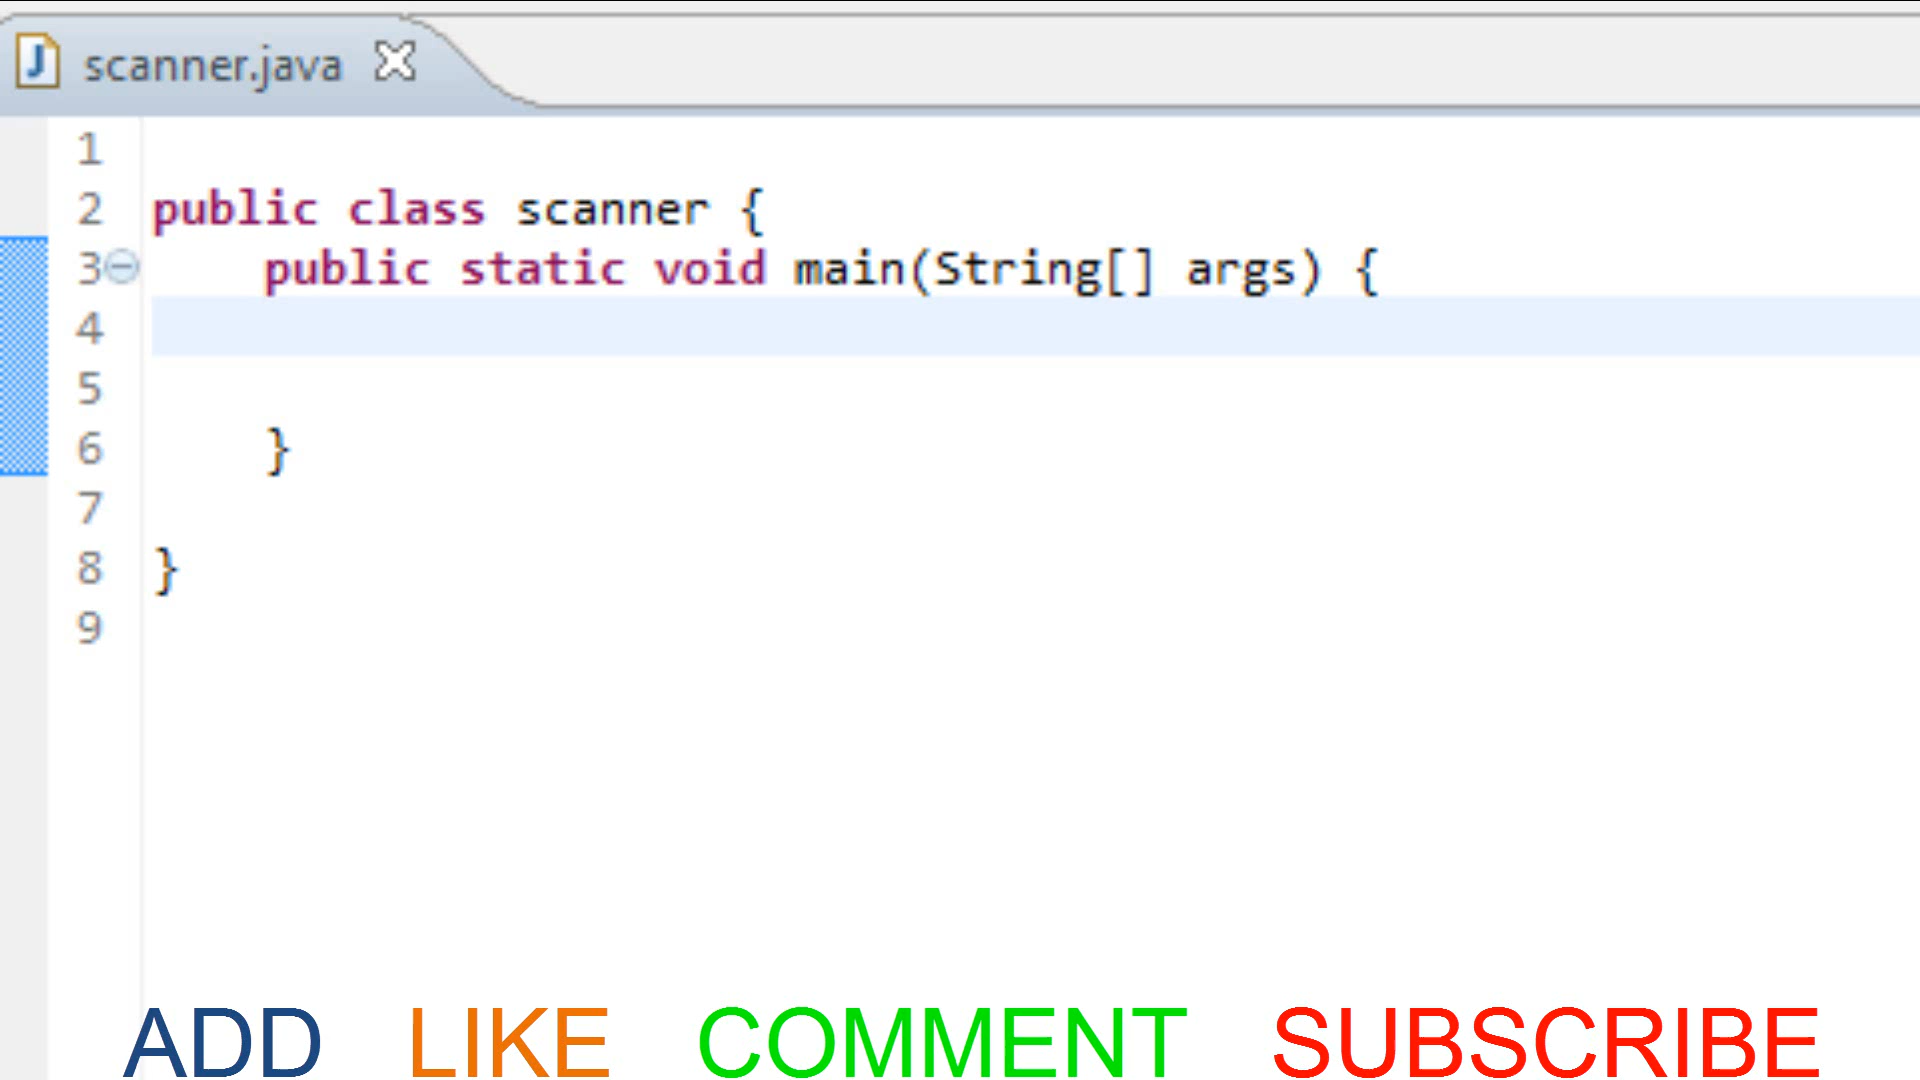 scanner.java
1
2 public class scanner {
3 public static void main(String[] args) {
4
5
6 }
7
8 }
9
ADD LIKE COMMENT SUBSCRIBE